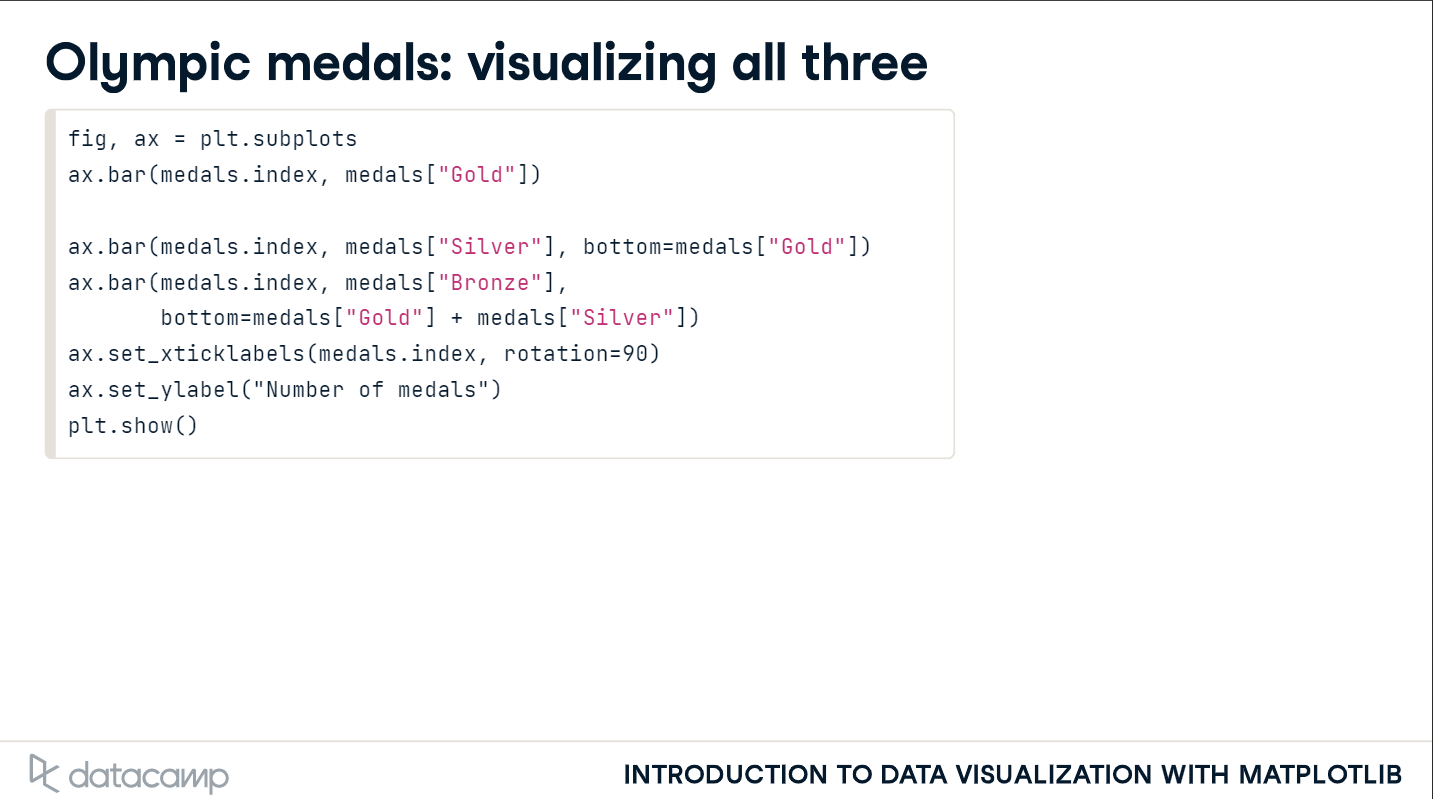 Olympic medals: visualizing all three
fig, ax = plt.subplots
ax.bar(medals.index, medals["Gold"])
ax.bar(medals.index, medals["Silver"], bottom=medals["Gold"])
ax.bar(medals.index, medals["Bronze"],
       bottom=medals["Gold"] + medals["Silver"])
ax.set_xticklabels(medals.index, rotation=90)
ax.set_ylabel("Number of medals")
plt.show()
datacamp
INTRODUCTION TO DATA VISUALIZATION WITH MATPLOTLIB